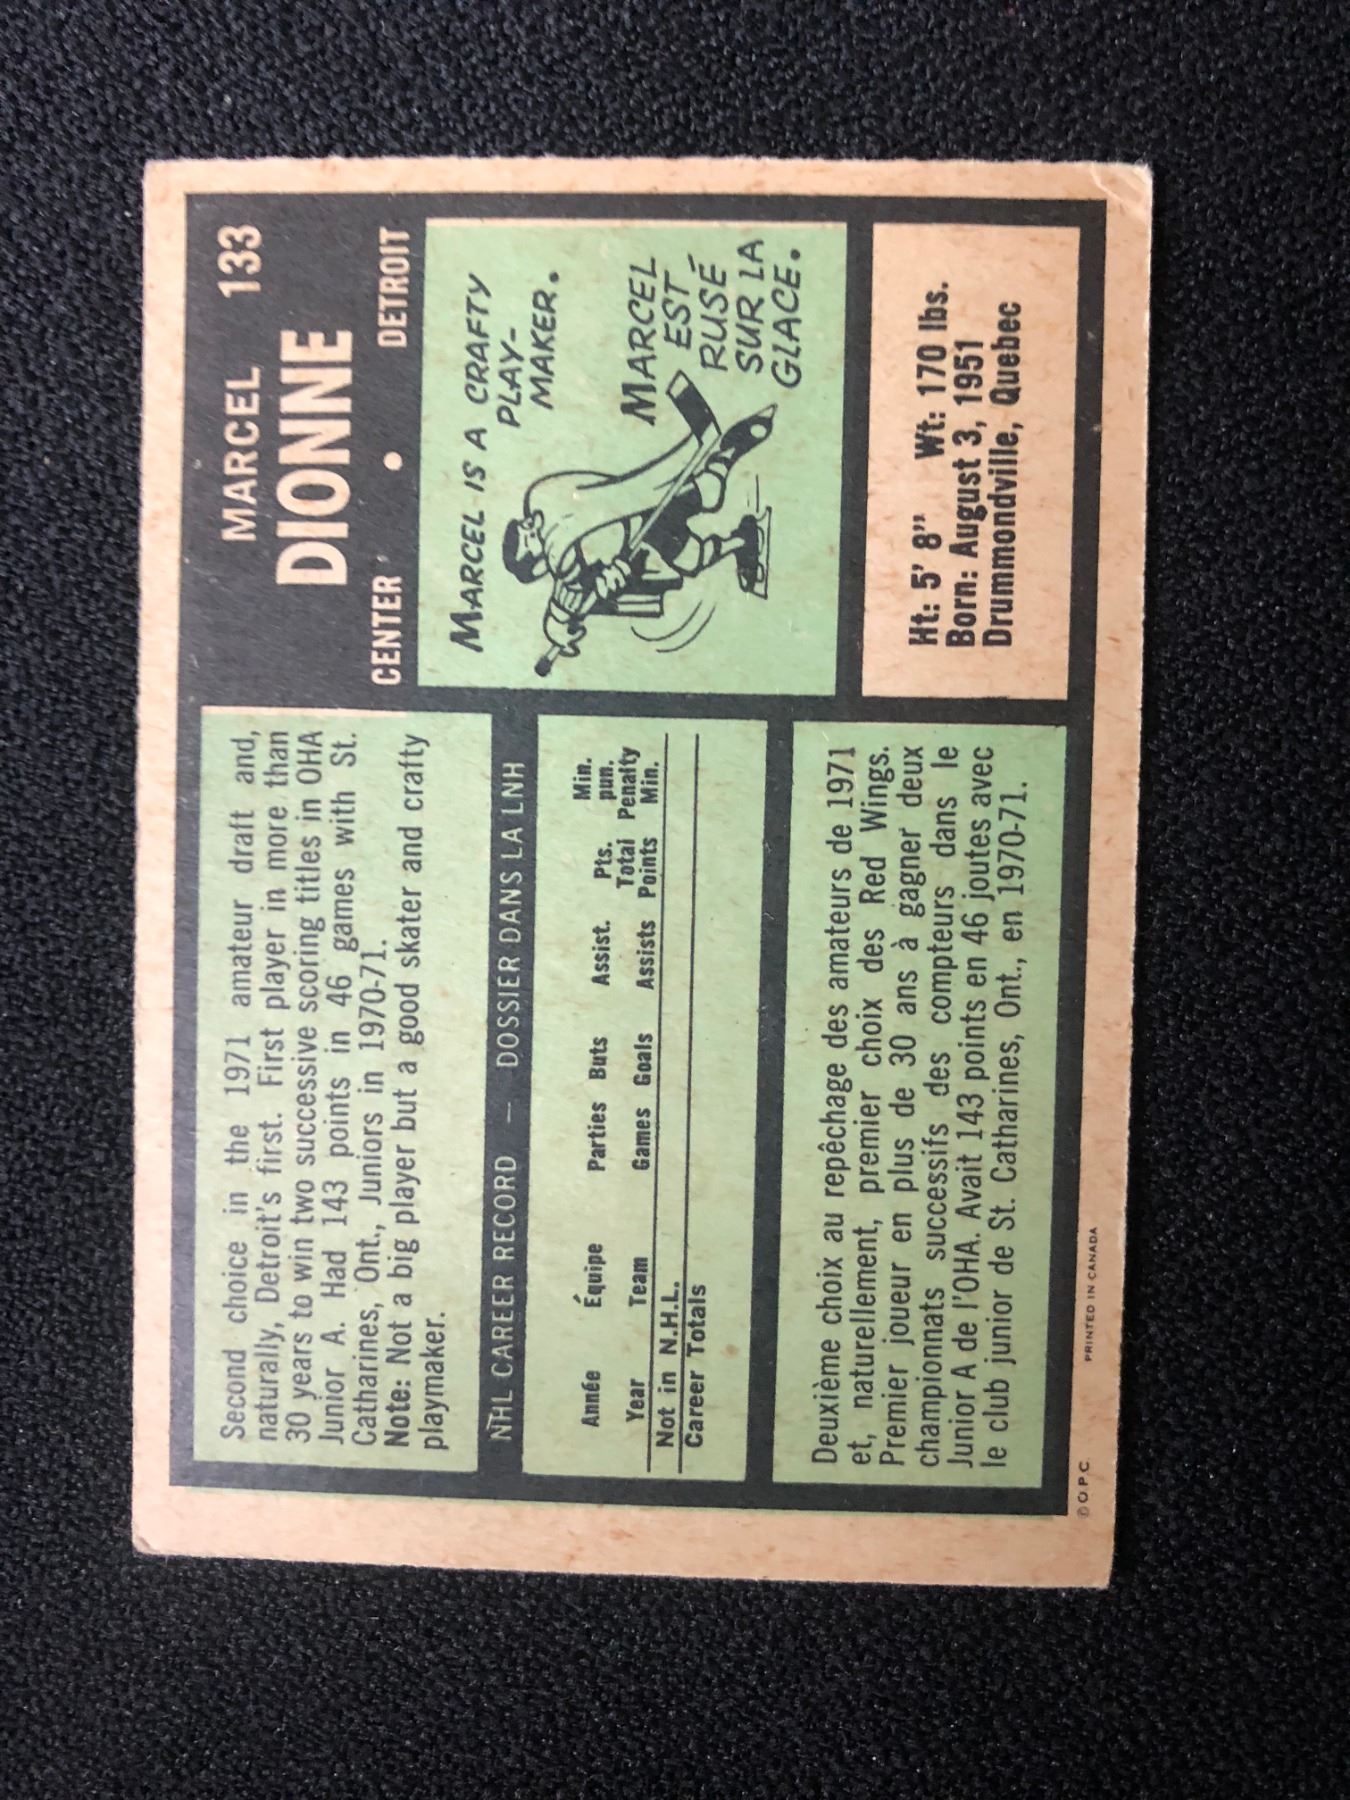 MARCEL 133
DIONNE
CENTER • DETROIT
Second choice in the 1971 amateur draft and,
naturally, Detroit's first. First player in more than
30 years to win two successive scoring titles in OHA
Junior A. Had 143 points in 46 games with St.
Catharines, Ont., Juniors in 1970-71.
Note: Not a big player but a good skater and crafty
playmaker.
MARCEL IS A CRAFTY
PLAY-
MAKER.
MARCEL
EST
RUSÉ
SUR LA
GLACE.
NHL CAREER RECORD — DOSSIER DANS LA LNH
Année Équipe Parties Buts Assist. Pts. Min. pun.
Year Team Games Goals Assists Total Points Penalty Min.
Not in N.H.L.
Career Totals
Ht: 5' 8" Wt: 170 lbs.
Born: August 3, 1951
Drummondville, Quebec
Deuxième choix au repêchage des amateurs de 1971
et, naturellement, premier choix des Red Wings.
Premier joueur en plus de 30 ans à gagner deux
championnats successifs des compteurs dans le
Junior A de l'OHA. Avait 143 points en 46 joutes avec
le club junior de St. Catharines, Ont., en 1970-71.
© O.P.C. PRINTED IN CANADA